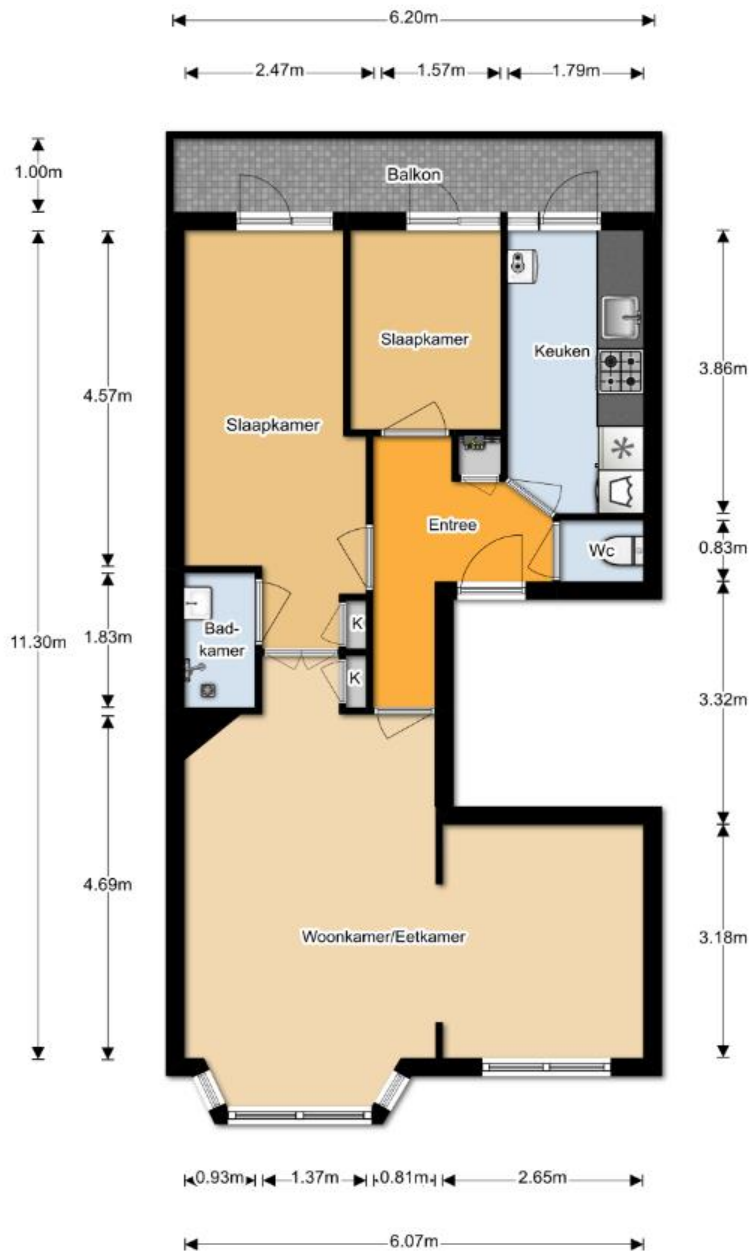 6.20m
2.47m
1.57m
1.79m
1.00m
Balkon
Slaapkamer
Keuken
3.86m
4.57m
Slaapkamer
Entree
Wc
0.83m
11.30m
1.83m
Bad-
kamer
K
K
3.32m
4.69m
Woonkamer/Eetkamer
3.18m
0.93m
1.37m
0.81m
2.65m
6.07m